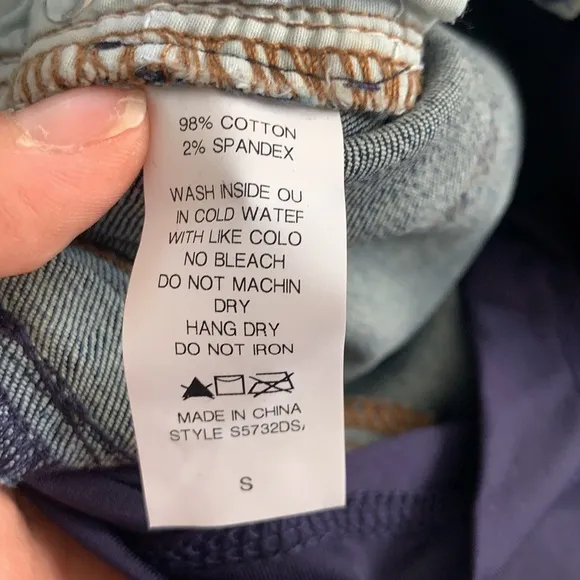 98% COTTON
2% SPANDEX
WASH INSIDE OU
IN COLD WATER
WITH LIKE COLO
NO BLEACH
DO NOT MACHIN
DRY
HANG DRY
DO NOT IRON
MADE IN CHINA
STYLE S5732DS
S